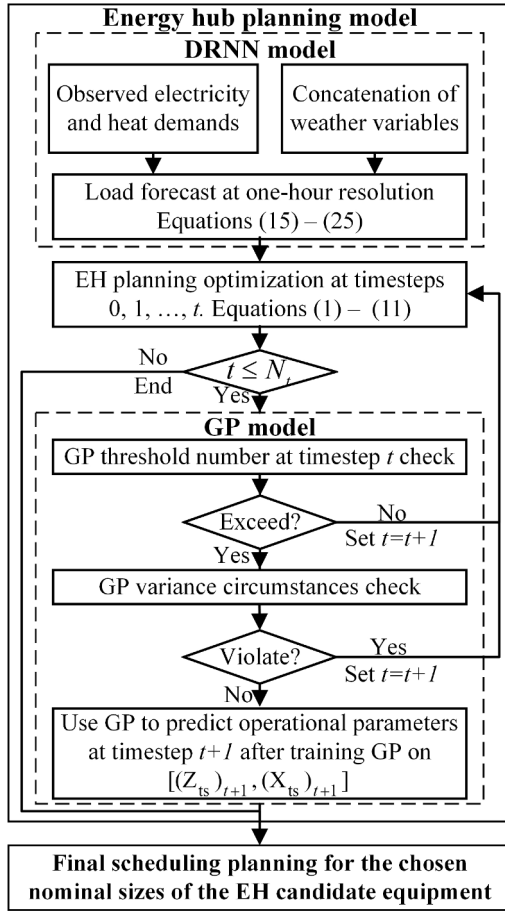 Energy hub planning model
DRNN model
Observed electricity
and heat demands
Concatenation of
weather variables
Load forecast at one-hour resolution
Equations (15) – (25)
EH planning optimization at timesteps
0, 1, …, t. Equations (1) – (11)
No
End
t ≤ N_t
Yes
GP model
GP threshold number at timestep t check
Exceed?
No
Set t=t+1
Yes
GP variance circumstances check
Violate?
Yes
Set t=t+1
No
Use GP to predict operational parameters
at timestep t+1 after training GP on
[(Z_ts)_{t+1}, (X_ts)_{t+1}]
Final scheduling planning for the chosen
nominal sizes of the EH candidate equipment